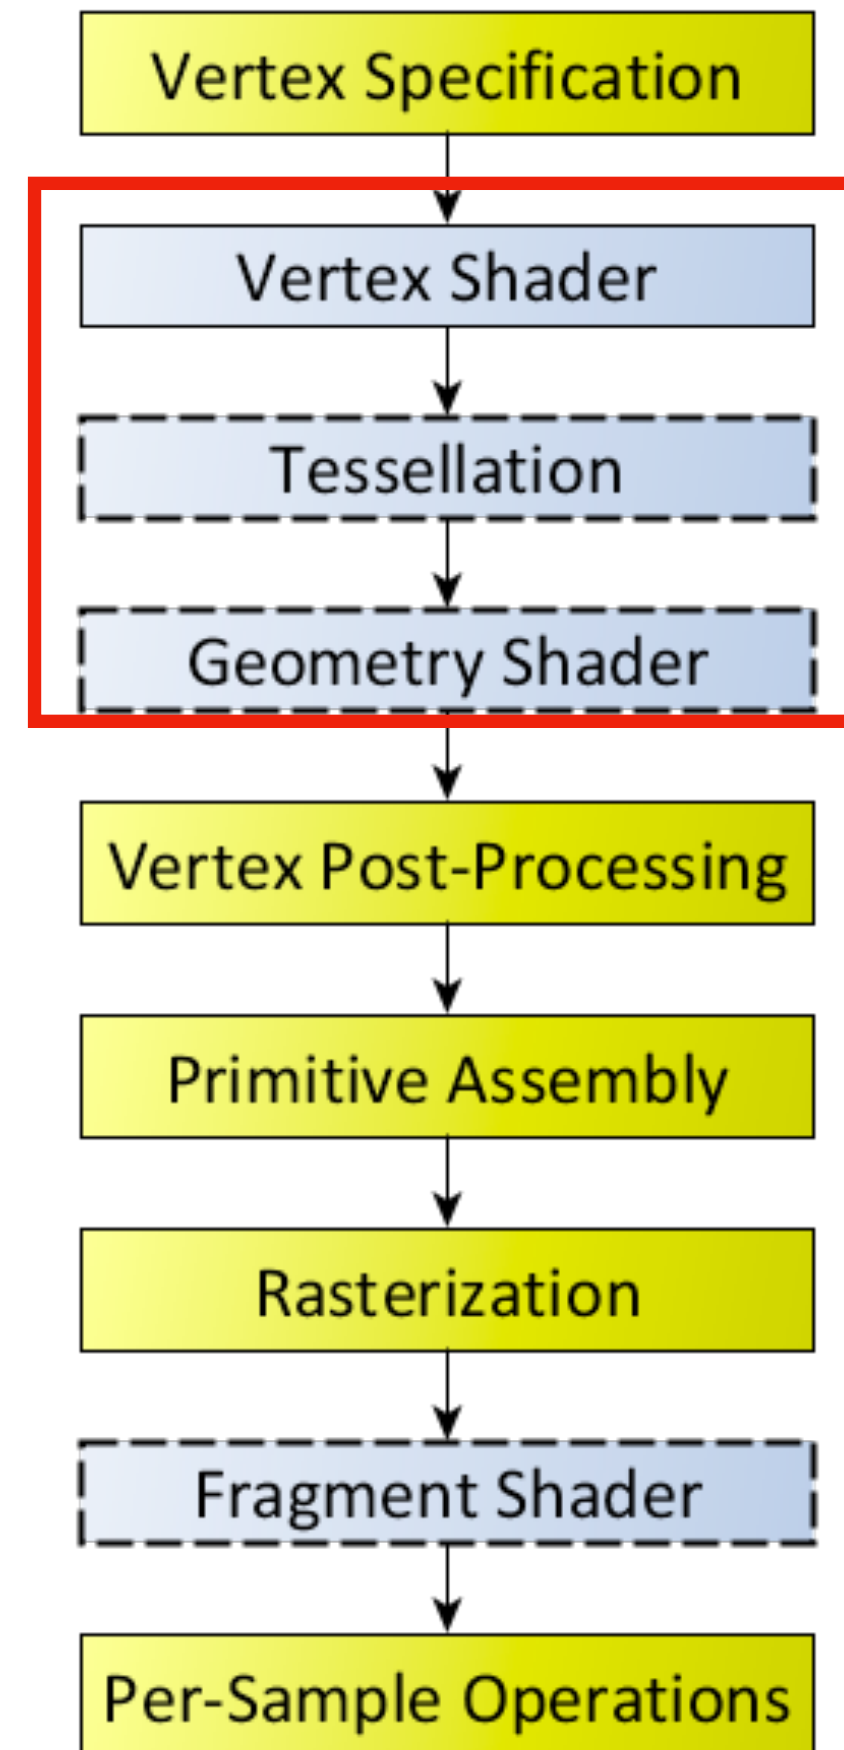 Vertex Specification
Vertex Shader
Tessellation
Geometry Shader
Vertex Post-Processing
Primitive Assembly
Rasterization
Fragment Shader
Per-Sample Operations